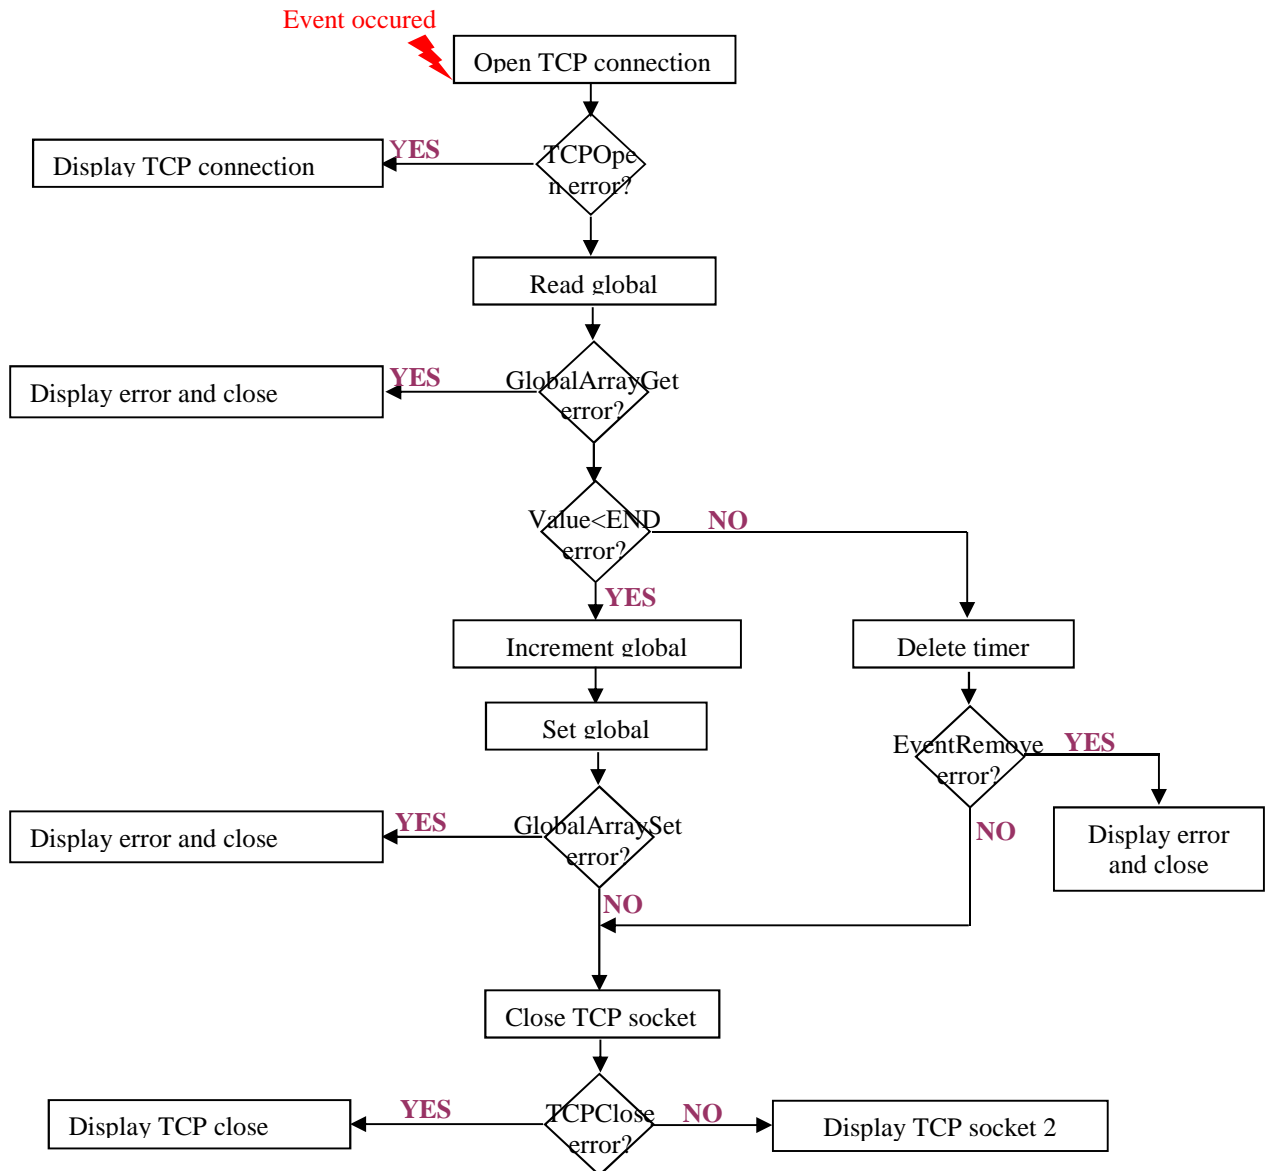 Event occured
Open TCP connection
YES
TCPOpe
n error?
Display TCP connection
Read global
YES
GlobalArrayGet
error?
Display error and close
Value<END
error?
NO
YES
Increment global
Delete timer
Set global
EventRemove
error?
YES
YES
GlobalArraySet
error?
Display error and close
NO
Display error
and close
NO
Close TCP socket
YES
TCPClose
error?
NO
Display TCP close
Display TCP socket 2